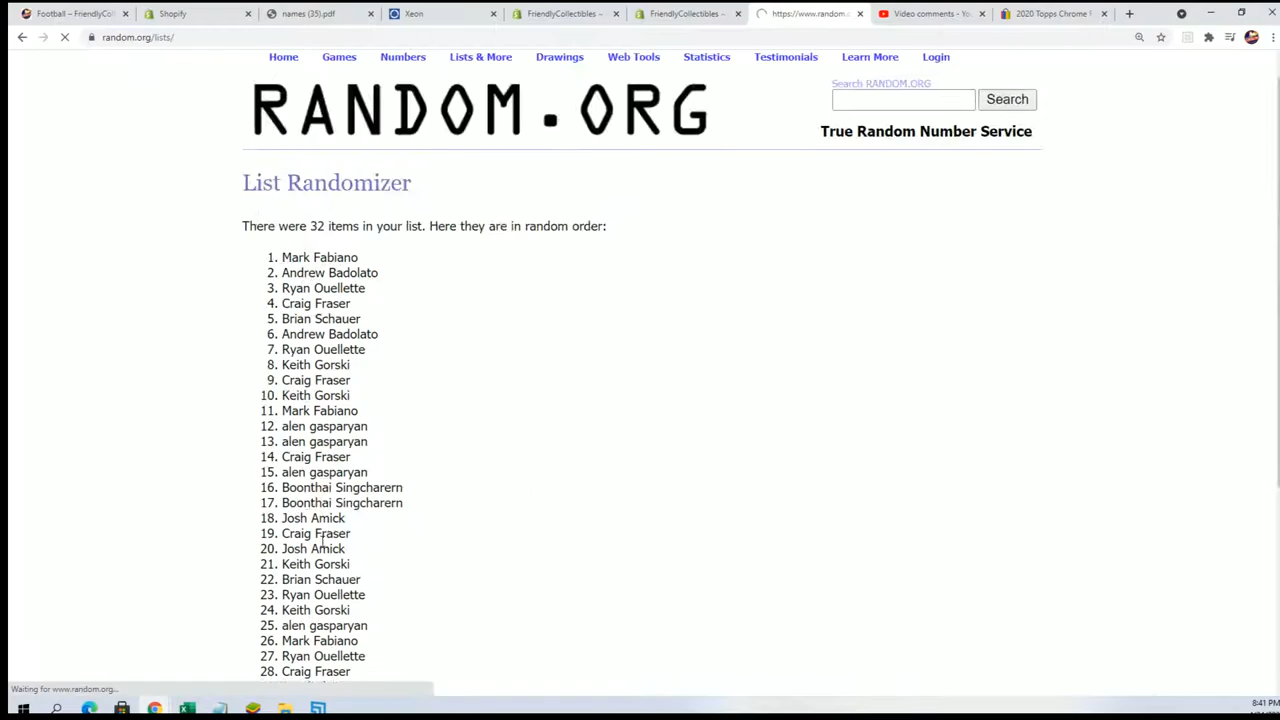 Football – FriendlyColl
Shopify
names (35).pdf
Xeon
FriendlyCollectibles –
FriendlyCollectibles –
https://www.random.
Video comments - Yo
2020 Topps Chrome
random.org/lists/
Home Games Numbers Lists & More Drawings Web Tools Statistics Testimonials Learn More Login
Search RANDOM.ORG
RANDOM.ORG
Search
True Random Number Service
List Randomizer
There were 32 items in your list. Here they are in random order:
1. Mark Fabiano
2. Andrew Badolato
3. Ryan Ouellette
4. Craig Fraser
5. Brian Schauer
6. Andrew Badolato
7. Ryan Ouellette
8. Keith Gorski
9. Craig Fraser
10. Keith Gorski
11. Mark Fabiano
12. alen gasparyan
13. alen gasparyan
14. Craig Fraser
15. alen gasparyan
16. Boonthai Singcharern
17. Boonthai Singcharern
18. Josh Amick
19. Craig Fraser
20. Josh Amick
21. Keith Gorski
22. Brian Schauer
23. Ryan Ouellette
24. Keith Gorski
25. alen gasparyan
26. Mark Fabiano
27. Ryan Ouellette
28. Craig Fraser
Waiting for www.random.org...
8:41 PM